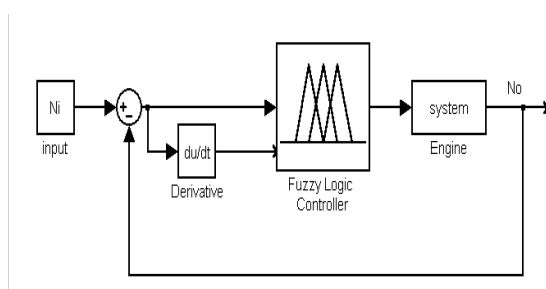 Ni
input
+
−
du/dt
Derivative
Fuzzy Logic
Controller
system
Engine
No